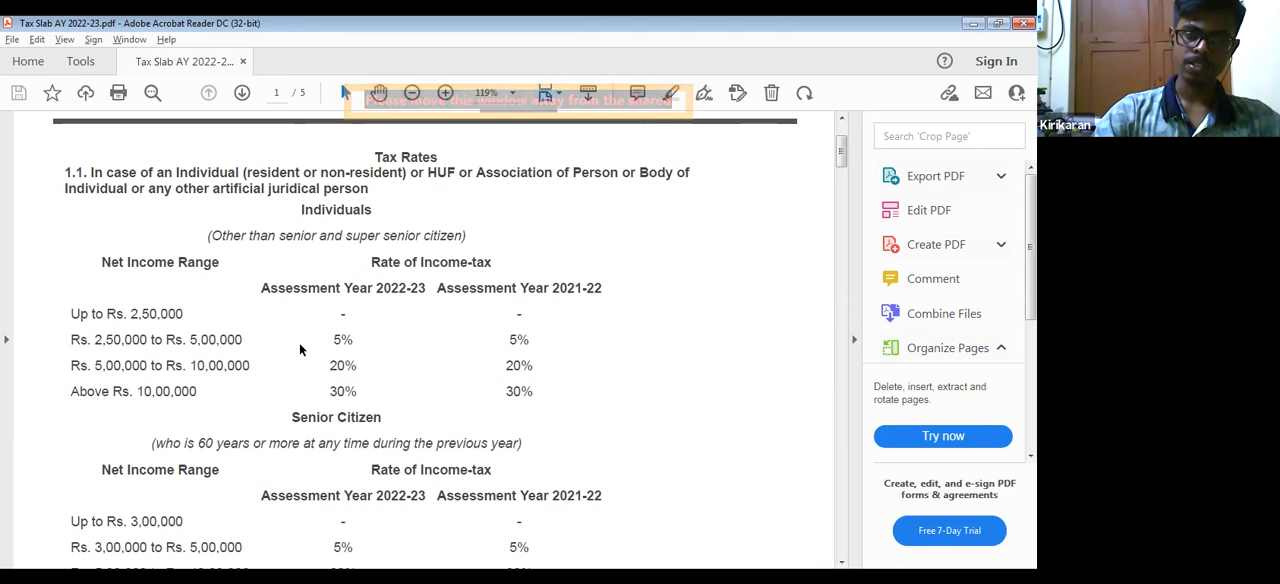 Tax Slab AY 2022-23.pdf - Adobe Acrobat Reader DC (32-bit)
File Edit View Sign Window Help
Home Tools Tax Slab AY 2022-2... × Sign In
1 / 5 119%
Please move this window away from the shared
Kirikaran
Tax Rates
1.1. In case of an Individual (resident or non-resident) or HUF or Association of Person or Body of
Individual or any other artificial juridical person
Individuals
(Other than senior and super senior citizen)
Net Income Range Rate of Income-tax
Assessment Year 2022-23 Assessment Year 2021-22
Up to Rs. 2,50,000 - -
Rs. 2,50,000 to Rs. 5,00,000 5% 5%
Rs. 5,00,000 to Rs. 10,00,000 20% 20%
Above Rs. 10,00,000 30% 30%
Senior Citizen
(who is 60 years or more at any time during the previous year)
Net Income Range Rate of Income-tax
Assessment Year 2022-23 Assessment Year 2021-22
Up to Rs. 3,00,000 - -
Rs. 3,00,000 to Rs. 5,00,000 5% 5%
Search 'Crop Page'
Export PDF
Edit PDF
Create PDF
Comment
Combine Files
Organize Pages
Delete, insert, extract and
rotate pages.
Try now
Create, edit, and e-sign PDF
forms & agreements
Free 7-Day Trial